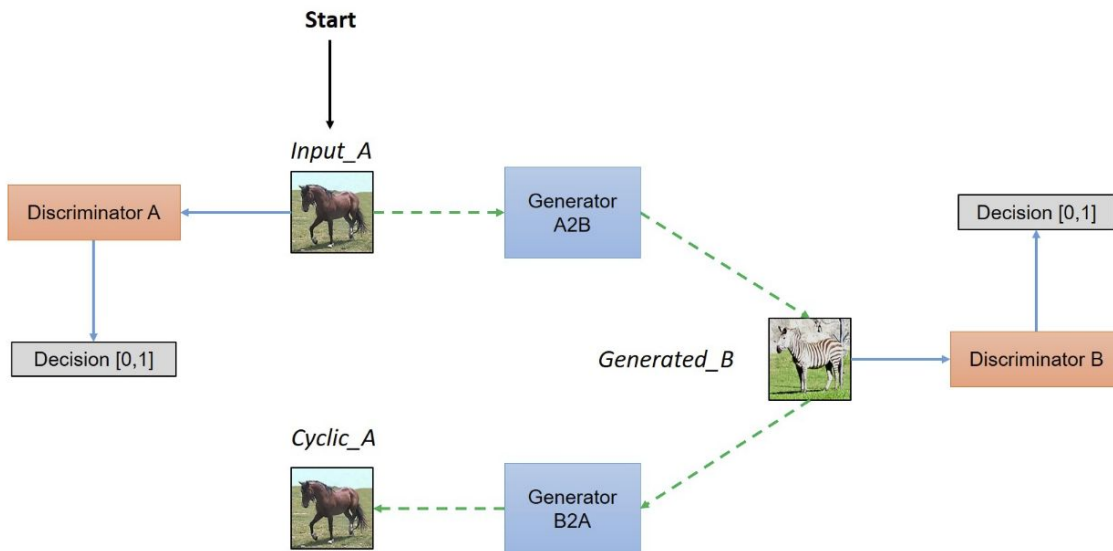 Start
Input_A
Discriminator A
Generator
A2B
Decision [0,1]
Decision [0,1]
Generated_B
Discriminator B
Cyclic_A
Generator
B2A